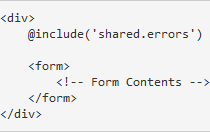 <div>
    @include('shared.errors')

    <form>
        <!-- Form Contents -->
    </form>
</div>